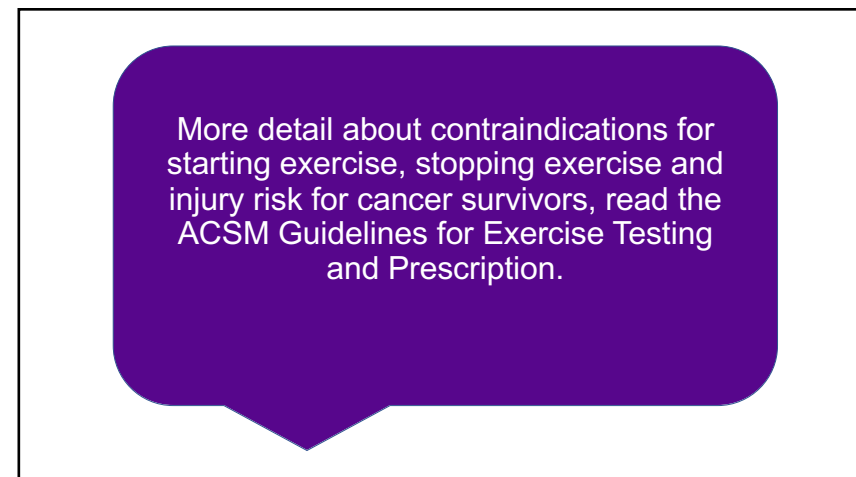 More detail about contraindications for
starting exercise, stopping exercise and
injury risk for cancer survivors, read the
ACSM Guidelines for Exercise Testing
and Prescription.